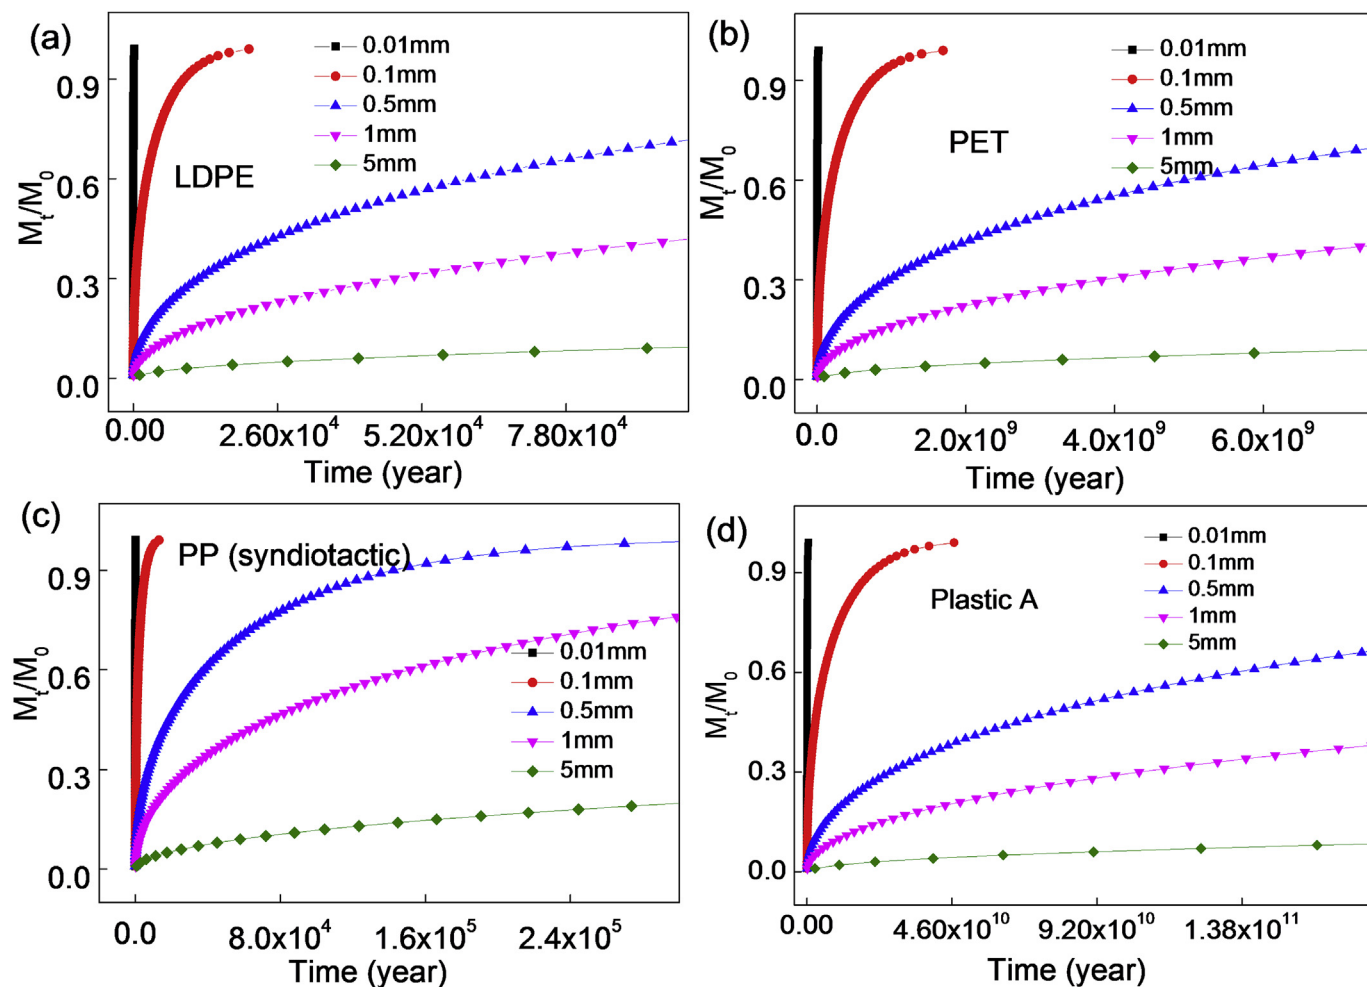 (a)
0.01mm
0.1mm
0.5mm
1mm
5mm
LDPE
Mt/M0
0.9
0.6
0.3
0.0
0.00
2.60x10^4
5.20x10^4
7.80x10^4
Time (year)
(b)
0.01mm
0.1mm
0.5mm
1mm
5mm
PET
Mt/M0
0.9
0.6
0.3
0.0
0.0
2.0x10^9
4.0x10^9
6.0x10^9
Time (year)
(c)
PP (syndiotactic)
0.01mm
0.1mm
0.5mm
1mm
5mm
Mt/M0
0.9
0.6
0.3
0.0
0.0
8.0x10^4
1.6x10^5
2.4x10^5
Time (year)
(d)
0.01mm
0.1mm
0.5mm
1mm
5mm
Plastic A
Mt/M0
0.9
0.6
0.3
0.0
0.00
4.60x10^10
9.20x10^10
1.38x10^11
Time (year)